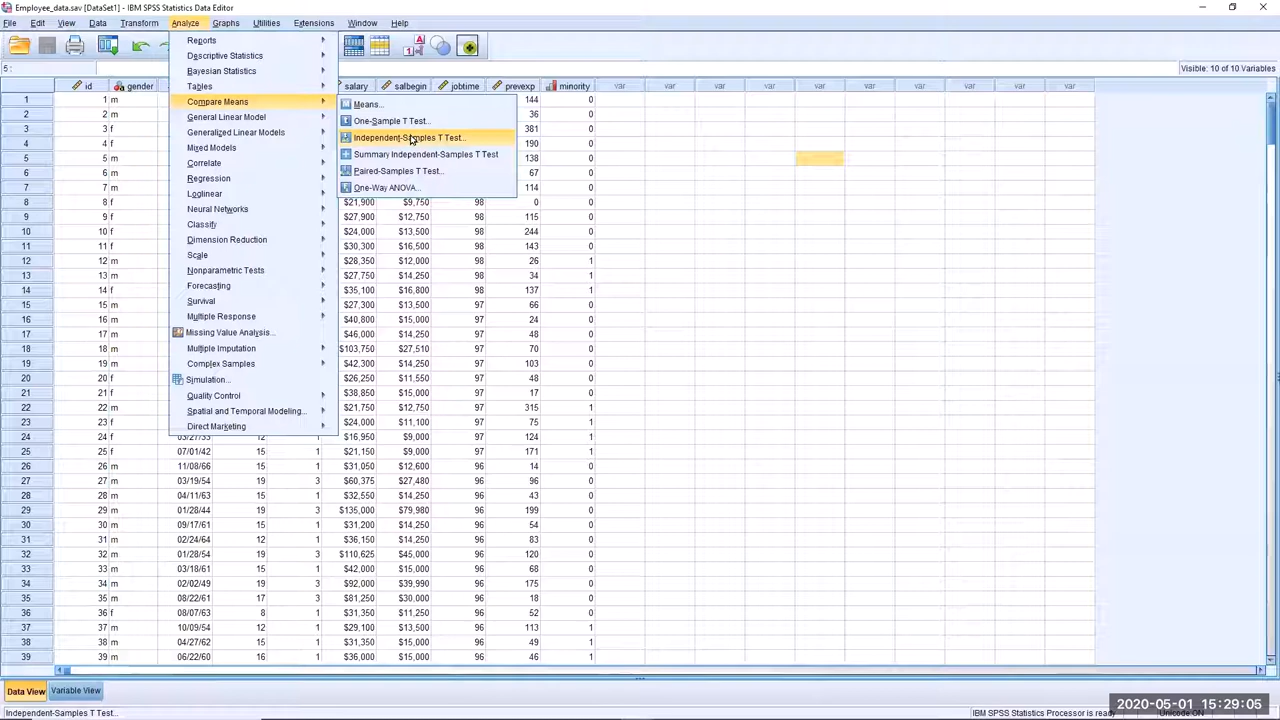 Employee_data.sav [DataSet1] - IBM SPSS Statistics Data Editor
File Edit View Data Transform Analyze Graphs Utilities Extensions Window Help
5 :
Visible: 10 of 10 Variables
id gender salary salbegin jobtime prevexp minority var var var var var var var var var var
Reports
Descriptive Statistics
Bayesian Statistics
Tables
Compare Means
General Linear Model
Generalized Linear Models
Mixed Models
Correlate
Regression
Loglinear
Neural Networks
Classify
Dimension Reduction
Scale
Nonparametric Tests
Forecasting
Survival
Multiple Response
Missing Value Analysis...
Multiple Imputation
Complex Samples
Simulation...
Quality Control
Spatial and Temporal Modeling...
Direct Marketing
Means...
One-Sample T Test...
Independent-Samples T Test...
Summary Independent-Samples T Test
Paired-Samples T Test...
One-Way ANOVA...
1 1 m 144 0
2 2 m 36 0
3 3 f 381 0
4 4 f 190 0
5 5 m 138 0
6 6 m 67 0
7 7 m 114 0
8 8 f $21,900 $9,750 98 0 0
9 9 f $27,900 $12,750 98 115 0
10 10 f $24,000 $13,500 98 244 0
11 11 f $30,300 $16,500 98 143 0
12 12 m $28,350 $12,000 98 26 1
13 13 m $27,750 $14,250 98 34 1
14 14 f $35,100 $16,800 98 137 1
15 15 m $27,300 $13,500 97 66 0
16 16 m $40,800 $15,000 97 24 0
17 17 m $46,000 $14,250 97 48 0
18 18 m $103,750 $27,510 97 70 0
19 19 m $42,300 $14,250 97 103 0
20 20 f $26,250 $11,550 97 48 0
21 21 f $38,850 $15,000 97 17 0
22 22 m $21,750 $12,750 97 315 1
23 23 f $24,000 $11,100 97 75 1
24 24 f 03/27/33 12 1 $16,950 $9,000 97 124 1
25 25 f 07/01/42 15 1 $21,150 $9,000 97 171 1
26 26 m 11/08/66 15 1 $31,050 $12,600 96 14 0
27 27 m 03/19/54 19 3 $60,375 $27,480 96 96 0
28 28 m 04/11/63 15 1 $32,550 $14,250 96 43 0
29 29 m 01/28/44 19 3 $135,000 $79,980 96 199 0
30 30 m 09/17/61 15 1 $31,200 $14,250 96 54 0
31 31 m 02/24/64 12 1 $36,150 $14,250 96 83 0
32 32 m 01/28/54 19 3 $110,625 $45,000 96 120 0
33 33 m 03/18/61 15 1 $42,000 $15,000 96 68 0
34 34 m 02/02/49 19 3 $92,000 $39,990 96 175 0
35 35 m 08/22/61 17 3 $81,250 $30,000 96 18 0
36 36 f 08/07/63 8 1 $31,350 $11,250 96 52 0
37 37 m 10/09/54 12 1 $29,100 $13,500 96 113 1
38 38 m 04/27/62 15 1 $31,350 $15,000 96 49 1
39 39 m 06/22/60 16 1 $36,000 $15,000 96 46 1
Data View Variable View
2020-05-01 15:29:05
Independent-Samples T Test...
IBM SPSS Statistics Processor is ready
Unicode:ON